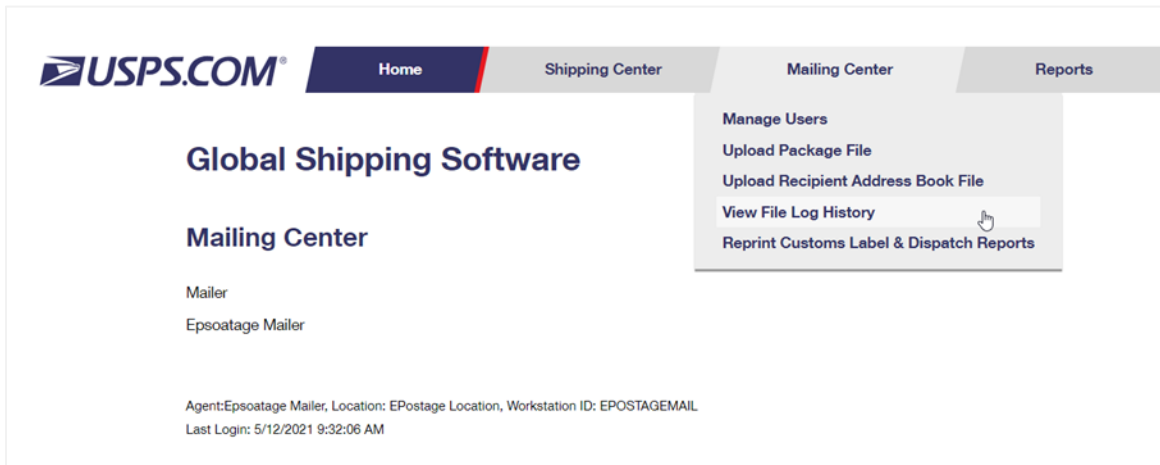 USPS.COM®
Home Shipping Center Mailing Center Reports
Manage Users
Upload Package File
Upload Recipient Address Book File
View File Log History
Reprint Customs Label & Dispatch Reports
Global Shipping Software
Mailing Center
Mailer
Epsoatage Mailer
Agent:Epsoatage Mailer, Location: EPostage Location, Workstation ID: EPOSTAGEMAIL
Last Login: 5/12/2021 9:32:06 AM